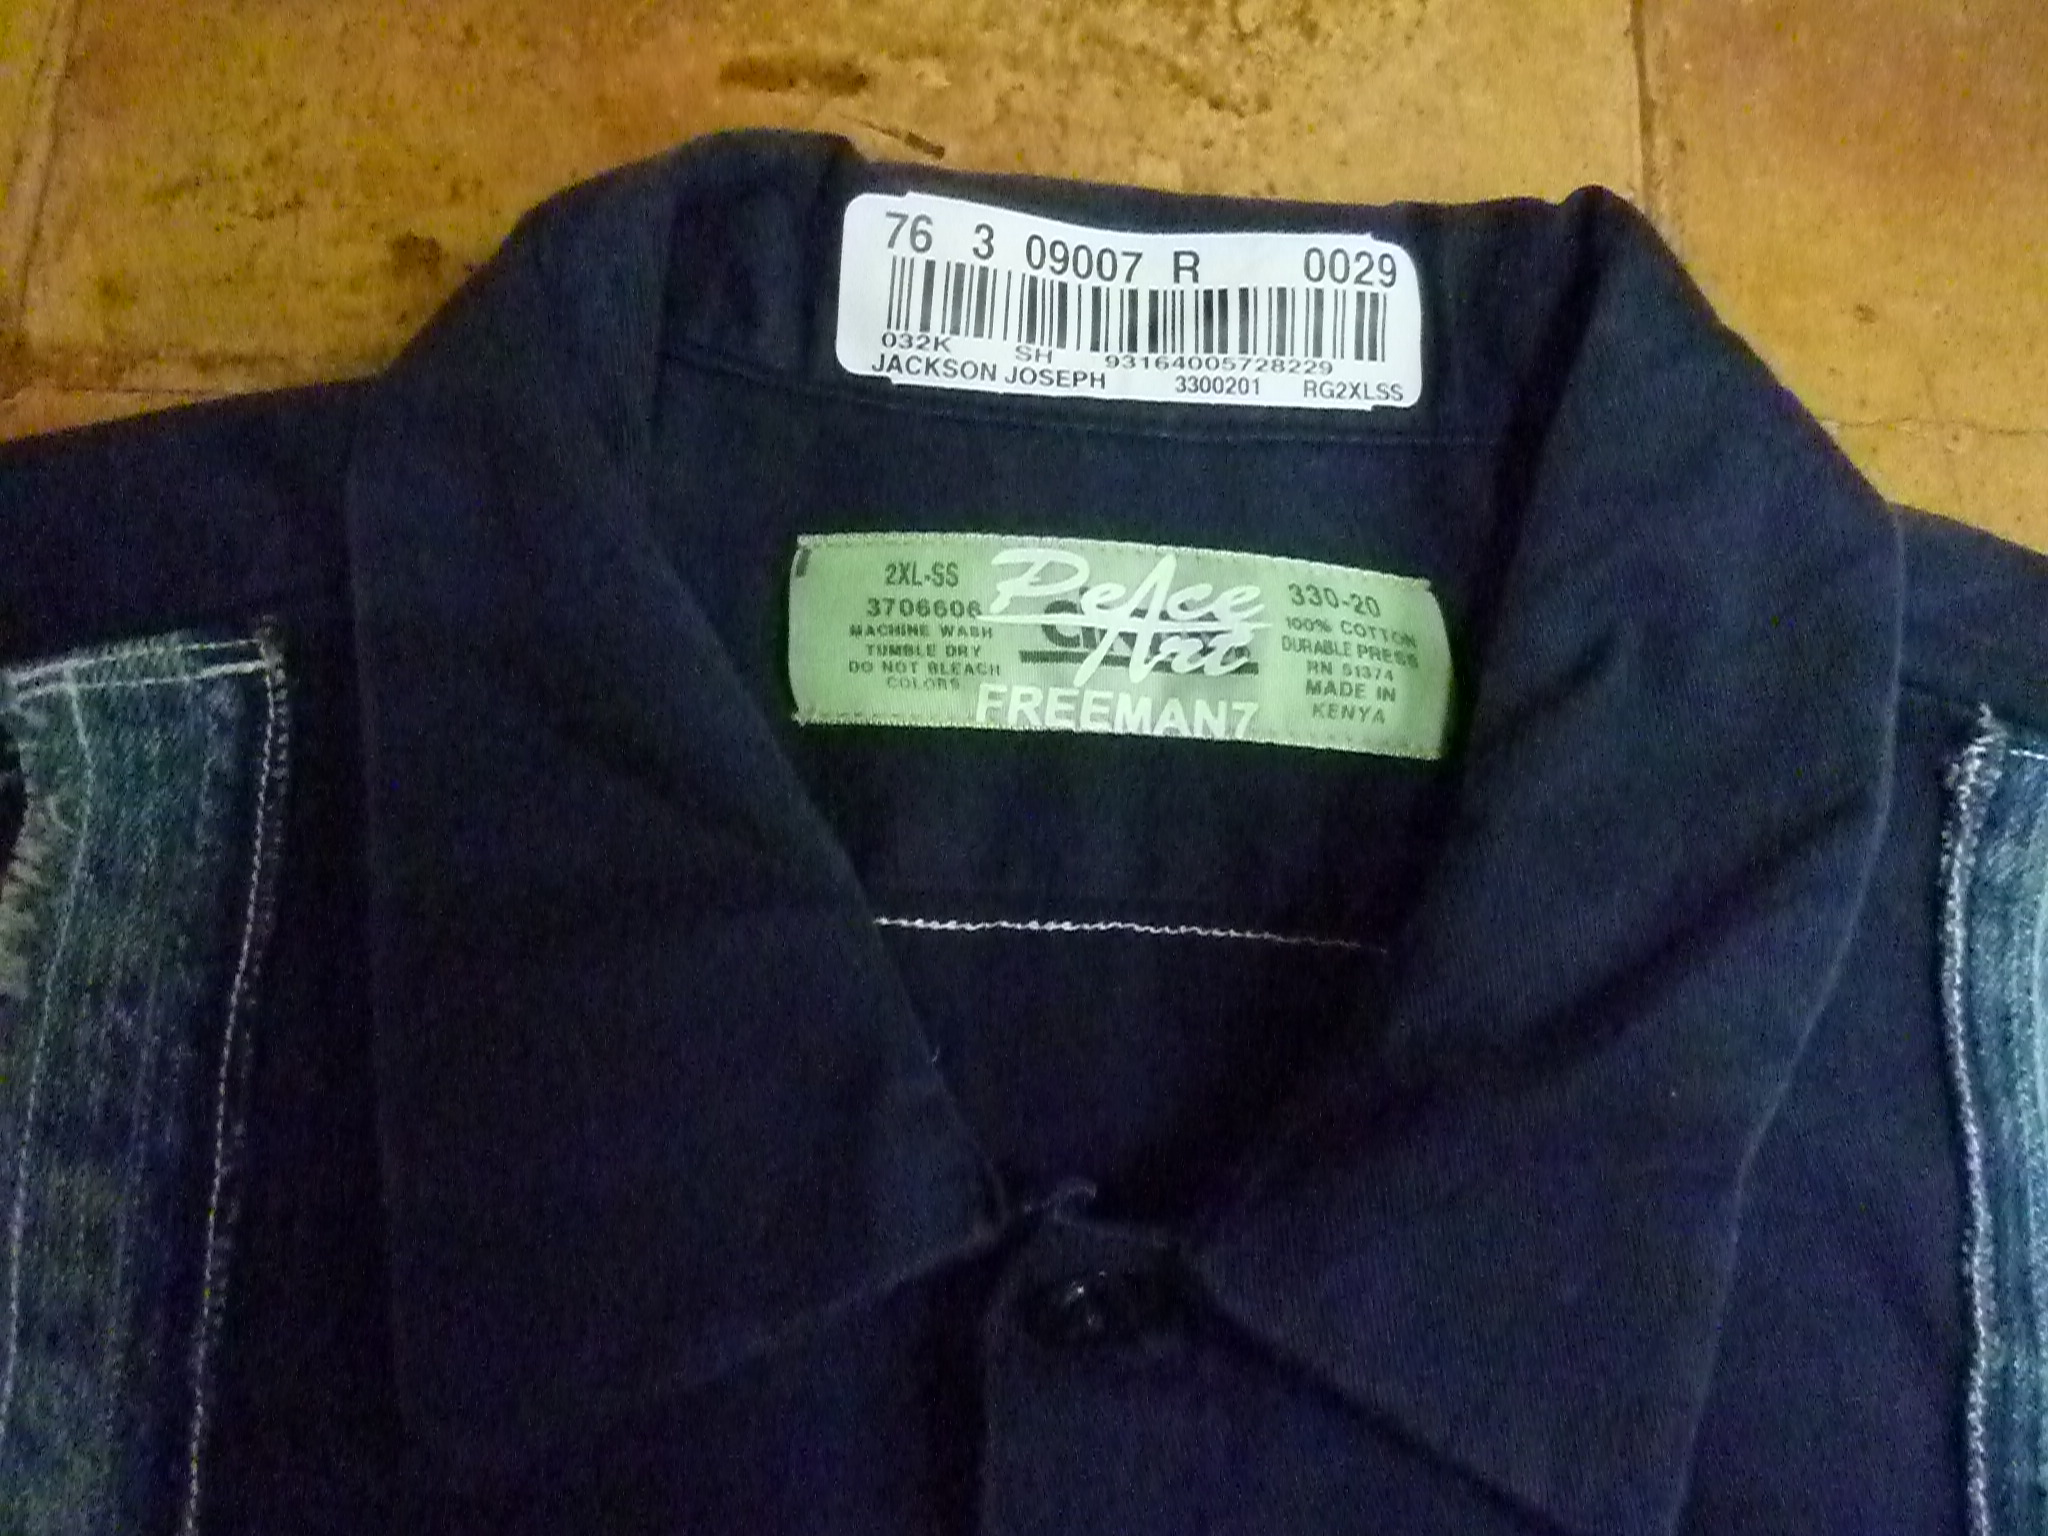 76 3 09007 R 0029
032K SH 93164005728229
JACKSON JOSEPH 3300201 RG2XLSS
2XL-SS
3706606
MACHINE WASH
TUMBLE DRY
DO NOT BLEACH
COLORS
PeAce
Art
FREEMAN7
330-20
100% COTTON
DURABLE PRESS
RN 51374
MADE IN
KENYA